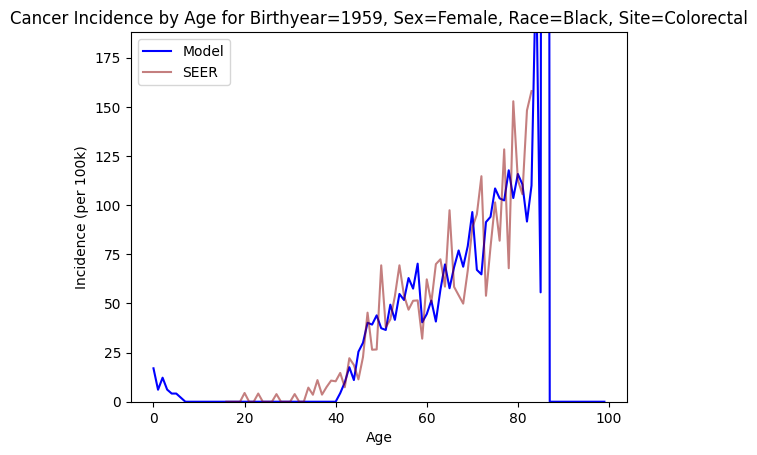 Cancer Incidence by Age for Birthyear=1959, Sex=Female, Race=Black, Site=Colorectal
Model
SEER
Incidence (per 100k)
175
150
125
100
75
50
25
0
0 20 40 60 80 100
Age